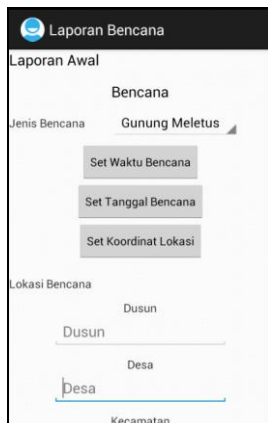 Laporan Bencana
Laporan Awal
Bencana
Jenis Bencana Gunung Meletus
Set Waktu Bencana
Set Tanggal Bencana
Set Koordinat Lokasi
Lokasi Bencana
Dusun
Dusun
Desa
Desa
Kecamatan